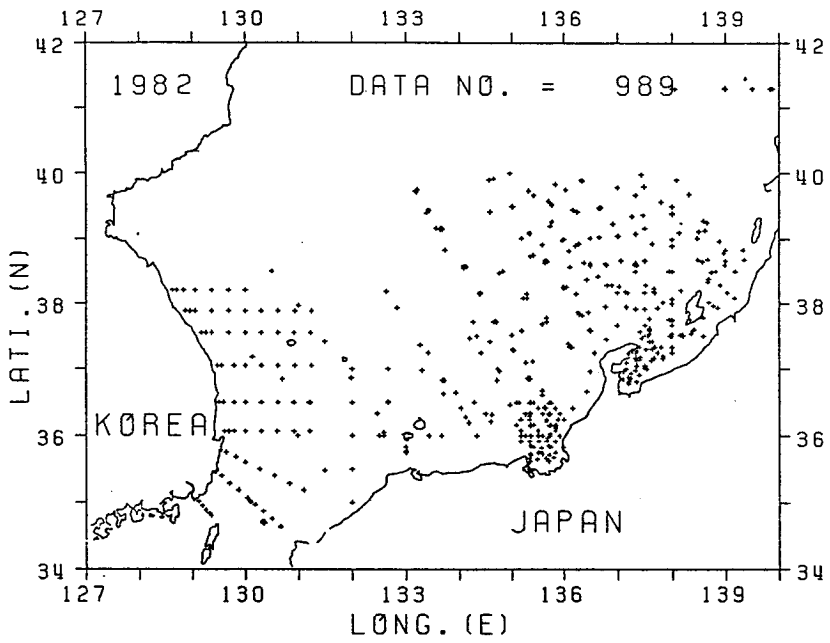 127 130 133 136 139
42 42
1982 DATA NO. = 989
40 40
38 38
LATI. (N)
KOREA 36 36
JAPAN
34 34
127 130 133 136 139
LONG. (E)